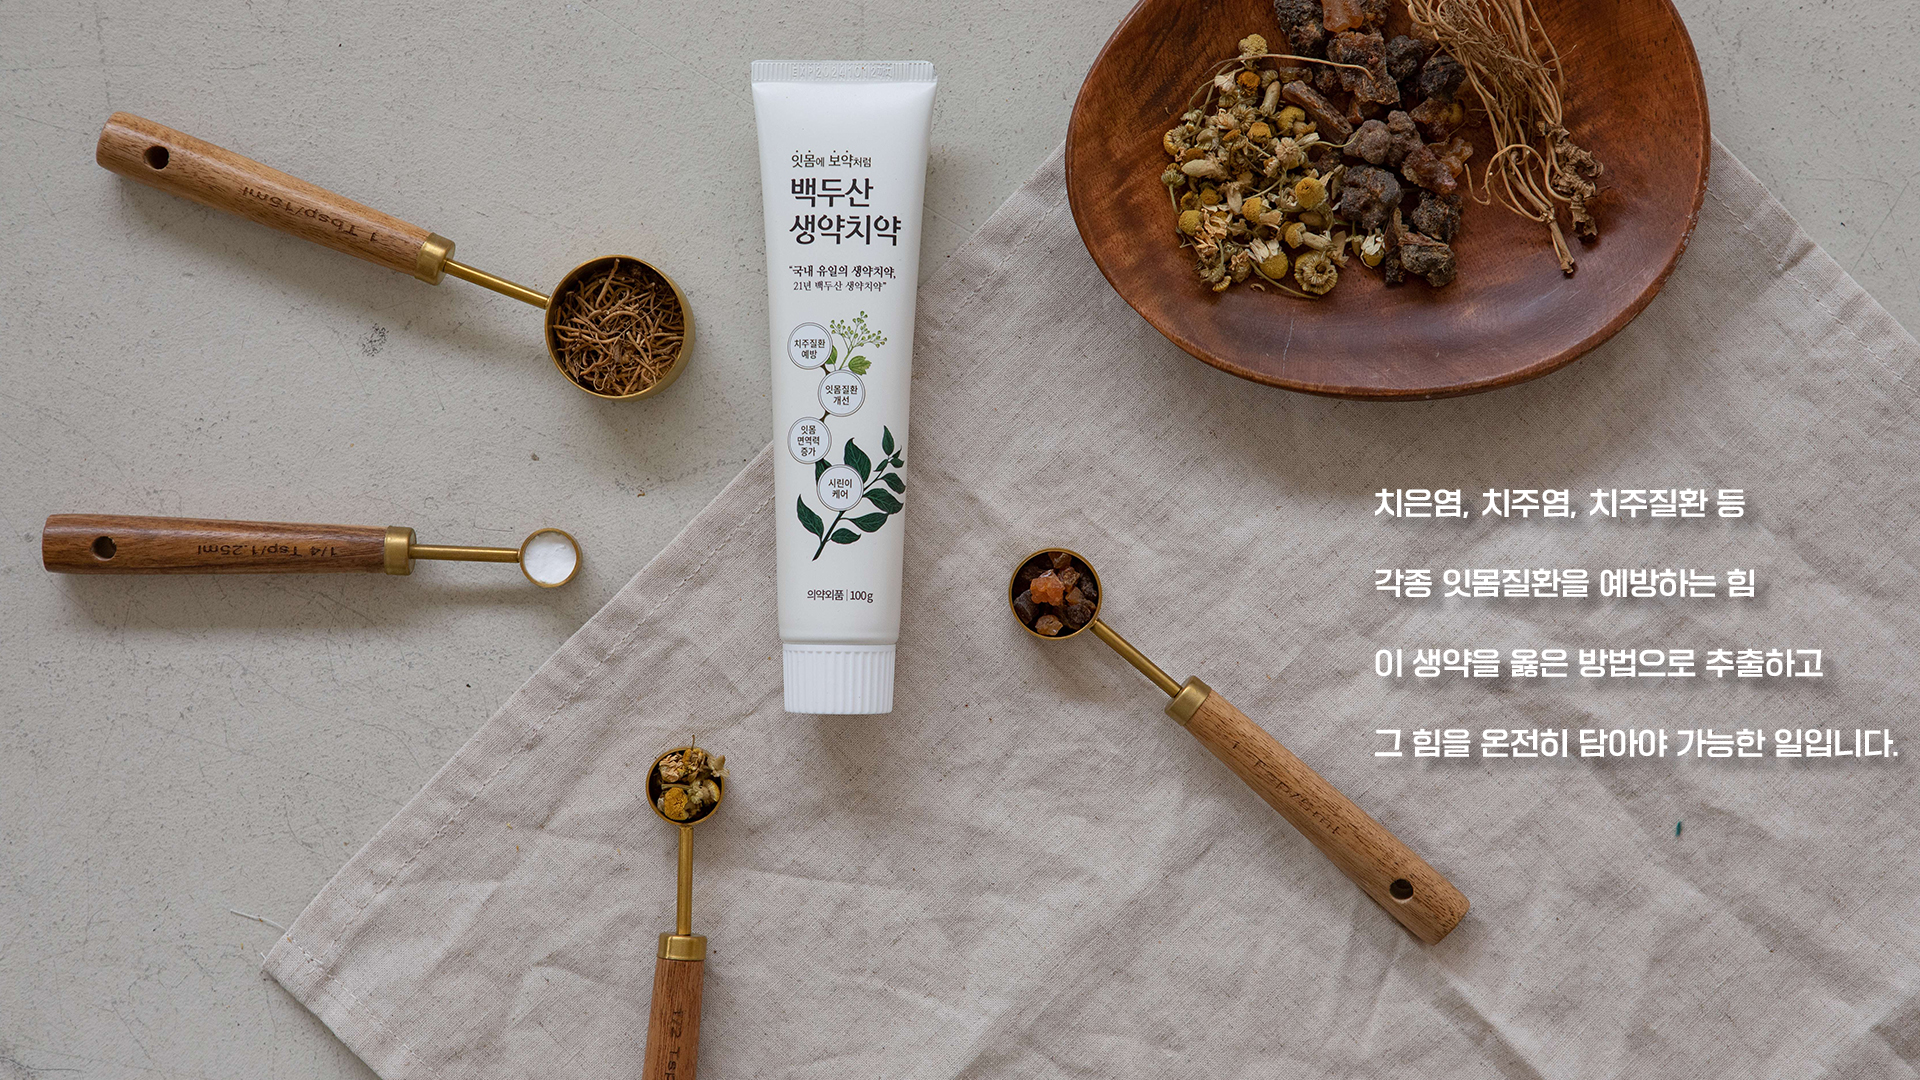 잇몸에 보약처럼
백두산
생약치약
"국내 유일의 생약치약,
21년 백두산 생약치약"
치주질환
예방
잇몸질환
개선
잇몸
면역력
증가
시린이
케어
의약외품 | 100g
1 Tbsp/15ml
1/4 Tsp/1.25ml
1/2 Tsp
치은염, 치주염, 치주질환 등
각종 잇몸질환을 예방하는 힘
이 생약을 옳은 방법으로 추출하고
그 힘을 온전히 담아야 가능한 일입니다.